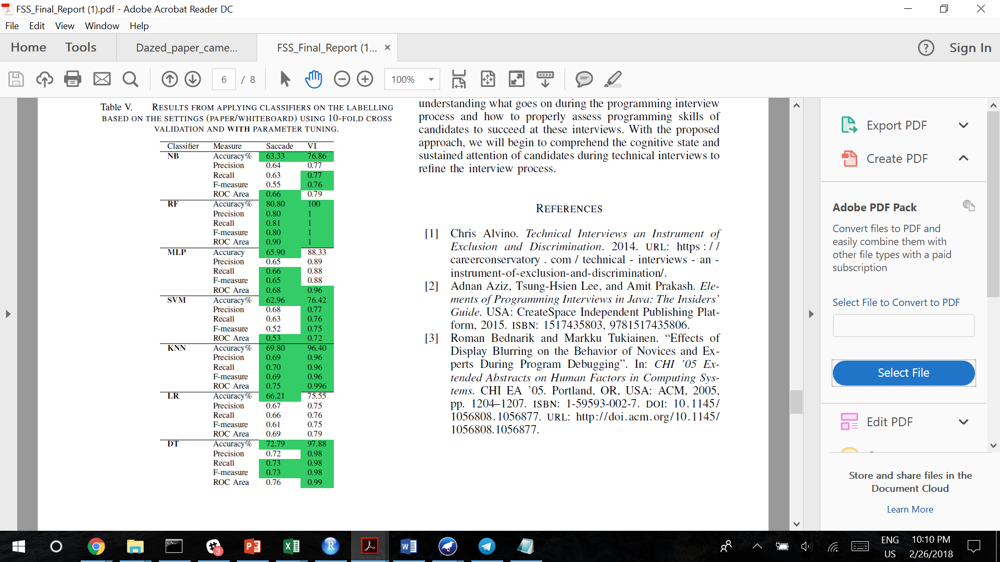 FSS_Final_Report (1).pdf - Adobe Acrobat Reader DC
File Edit View Window Help
Home Tools Dazed_paper_came... FSS_Final_Report (1... × ? Sign In
6 / 8 100%
Table V. RESULTS FROM APPLYING CLASSIFIERS ON THE LABELLING
BASED ON THE SETTINGS (PAPER/WHITEBOARD) USING 10-FOLD CROSS
VALIDATION AND WITH PARAMETER TUNING.
Classifier Measure Saccade VI
NB Accuracy% 63.33 76.86
Precision 0.64 0.77
Recall 0.63 0.77
F-measure 0.55 0.76
ROC Area 0.66 0.79
RF Accuracy% 80.80 100
Precision 0.80 1
Recall 0.81 1
F-measure 0.80 1
ROC Area 0.90 1
MLP Accuracy 65.90 88.33
Precision 0.65 0.89
Recall 0.66 0.88
F-measure 0.65 0.88
ROC Area 0.68 0.96
SVM Accuracy% 62.96 76.42
Precision 0.68 0.77
Recall 0.63 0.76
F-measure 0.52 0.75
ROC Area 0.53 0.72
KNN Accuracy% 69.80 96.40
Precision 0.69 0.96
Recall 0.70 0.96
F-measure 0.69 0.96
ROC Area 0.75 0.996
LR Accuracy% 66.21 75.55
Precision 0.67 0.75
Recall 0.66 0.76
F-measure 0.61 0.75
ROC Area 0.69 0.79
DT Accuracy% 72.79 97.88
Precision 0.72 0.98
Recall 0.73 0.98
F-measure 0.73 0.98
ROC Area 0.76 0.99
understanding what goes on during the programming interview
process and how to properly assess programming skills of
candidates to succeed at these interviews. With the proposed
approach, we will begin to comprehend the cognitive state and
sustained attention of candidates during technical interviews to
refine the interview process.
REFERENCES
[1] Chris Alvino. Technical Interviews an Instrument of
Exclusion and Discrimination. 2014. URL: https : / /
careerconservatory . com / technical - interviews - an -
instrument-of-exclusion-and-discrimination/.
[2] Adnan Aziz, Tsung-Hsien Lee, and Amit Prakash. Ele-
ments of Programming Interviews in Java: The Insiders'
Guide. USA: CreateSpace Independent Publishing Plat-
form, 2015. ISBN: 1517435803, 9781517435806.
[3] Roman Bednarik and Markku Tukiainen. “Effects of
Display Blurring on the Behavior of Novices and Ex-
perts During Program Debugging”. In: CHI ’05 Ex-
tended Abstracts on Human Factors in Computing Sys-
tems. CHI EA ’05. Portland, OR, USA: ACM, 2005,
pp. 1204–1207. ISBN: 1-59593-002-7. DOI: 10.1145/
1056808.1056877. URL: http://doi.acm.org/10.1145/
1056808.1056877.
Export PDF
Create PDF
Adobe PDF Pack
Convert files to PDF and
easily combine them with
other file types with a paid
subscription
Select File to Convert to PDF
Select File
Edit PDF
Store and share files in the
Document Cloud
Learn More
3
ENG 10:10 PM
US 2/26/2018